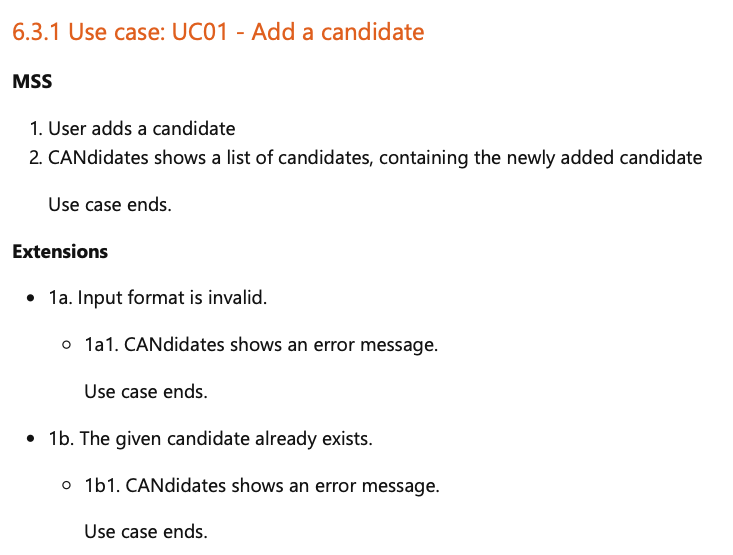 6.3.1 Use case: UC01 - Add a candidate
MSS
1. User adds a candidate
2. CANdidates shows a list of candidates, containing the newly added candidate
Use case ends.
Extensions
• 1a. Input format is invalid.
○ 1a1. CANdidates shows an error message.
Use case ends.
• 1b. The given candidate already exists.
○ 1b1. CANdidates shows an error message.
Use case ends.